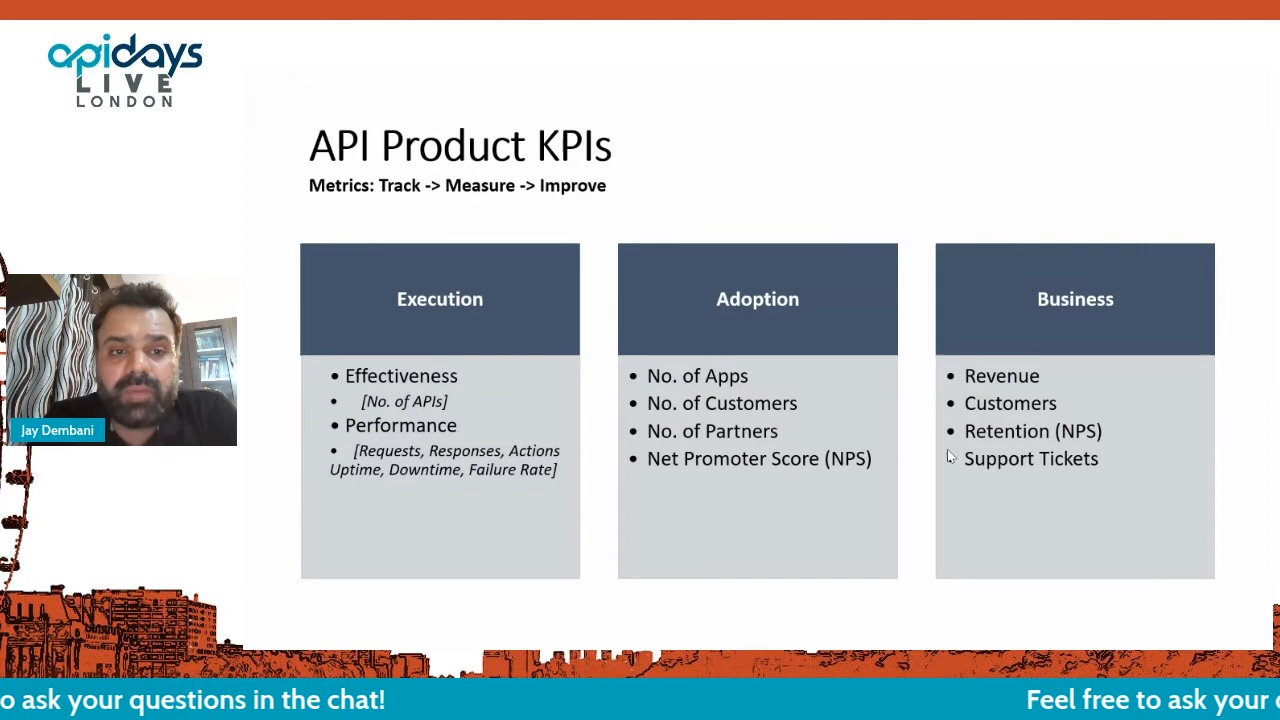 apidays
LIVE
LONDON
API Product KPIs
Metrics: Track -> Measure -> Improve
Execution
• Effectiveness
• [No. of APIs]
• Performance
• [Requests, Responses, Actions
Uptime, Downtime, Failure Rate]
Adoption
• No. of Apps
• No. of Customers
• No. of Partners
• Net Promoter Score (NPS)
Business
• Revenue
• Customers
• Retention (NPS)
• Support Tickets
Jay Dembani
o ask your questions in the chat!
Feel free to ask your